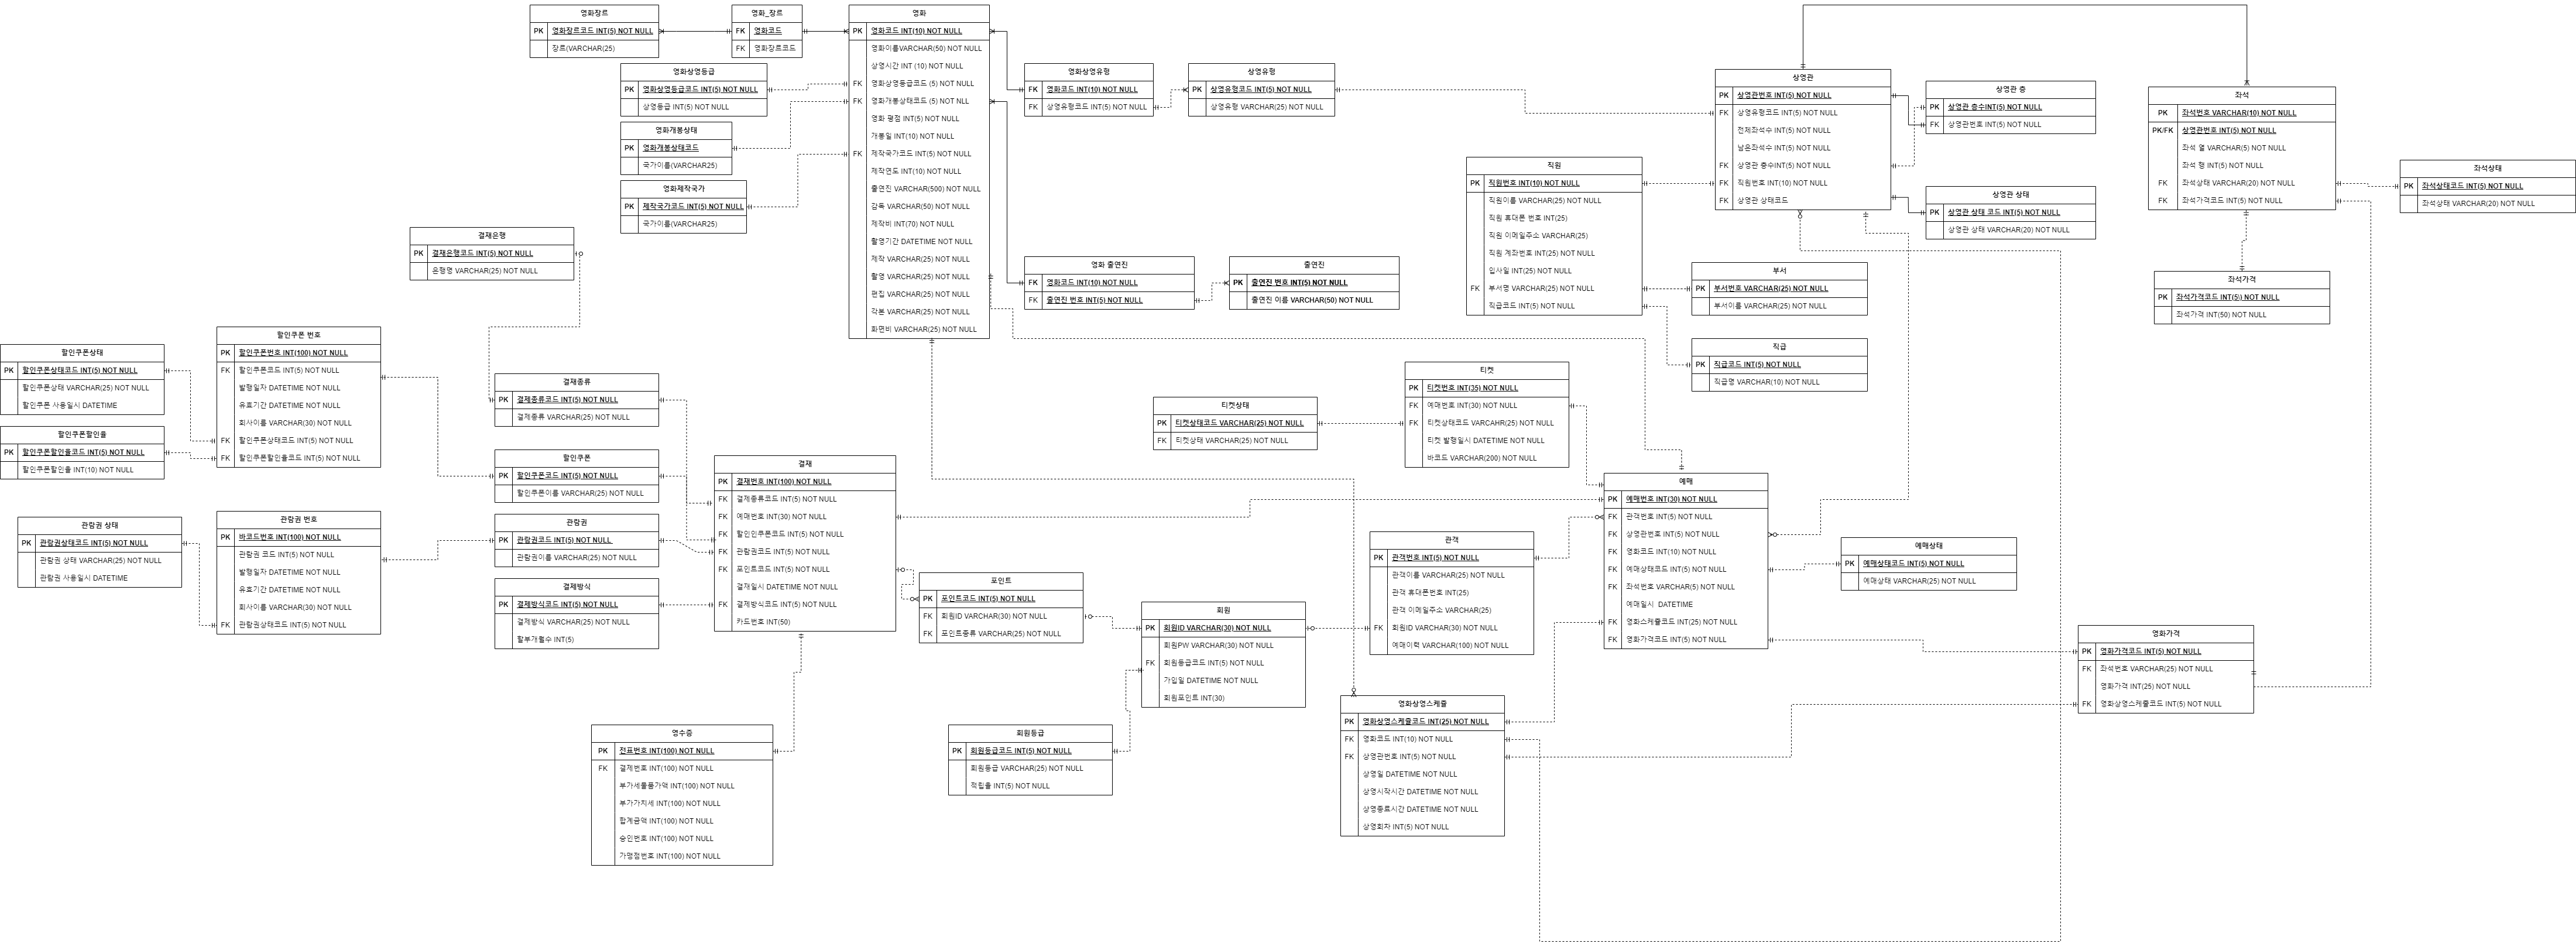 영화장르
PK 영화장르코드 INT(5) NOT NULL
장르(VARCHAR(25)
영화_장르
FK 영화코드
FK 영화장르코드
영화
PK 영화코드 INT(10) NOT NULL
영화이름VARCHAR(50) NOT NULL
상영시간 INT (10) NOT NULL
FK 영화상영등급코드 (5) NOT NULL
FK 영화개봉상태코드 (5) NOT NLL
영화 평점 INT(5) NOT NULL
개봉일 INT(10) NOT NULL
FK 제작국가코드 INT(5) NOT NULL
제작연도 INT(10) NOT NULL
출연진 VARCHAR(500) NOT NULL
감독 VARCHAR(50) NOT NULL
제작비 INT(70) NOT NULL
촬영기간 DATETIME NOT NULL
제작 VARCHAR(25) NOT NULL
촬영 VARCHAR(25) NOT NULL
편집 VARCHAR(25) NOT NULL
각본 VARCHAR(25) NOT NULL
화면비 VARCHAR(25) NOT NULL
영화상영등급
PK 영화상영등급코드 INT(5) NOT NULL
상영등급 INT(5) NOT NULL
영화개봉상태
PK 영화개봉상태코드
국가이름(VARCHAR25)
영화제작국가
PK 제작국가코드 INT(5) NOT NULL
국가이름(VARCHAR25)
영화상영유형
FK 영화코드 INT(10) NOT NULL
FK 상영유형코드 INT(5) NOT NULL
상영유형
PK 상영유형코드 INT(5) NOT NULL
상영유형 VARCHAR(25) NOT NULL
상영관
PK 상영관번호 INT(5) NOT NULL
FK 상영유형코드 INT(5) NOT NULL
전체좌석수 INT(5) NOT NULL
남은좌석수 INT(5) NOT NULL
FK 상영관 층수INT(5) NOT NULL
FK 직원번호 INT(10) NOT NULL
FK 상영관 상태코드
상영관 층
PK 상영관 층수INT(5) NOT NULL
FK 상영관번호 INT(5) NOT NULL
상영관 상태
PK 상영관 상태 코드 INT(5) NOT NULL
상영관 상태 VARCHAR(20) NOT NULL
좌석
PK 좌석번호 VARCHAR(10) NOT NULL
PK/FK 상영관번호 INT(5) NOT NULL
좌석 열 VARCHAR(5) NOT NULL
좌석 행 INT(5) NOT NULL
FK 좌석상태 VARCHAR(20) NOT NULL
FK 좌석가격코드 INT(5) NOT NULL
좌석상태
PK 좌석상태코드 INT(5) NOT NULL
좌석상태 VARCHAR(20) NOT NULL
좌석가격
PK 좌석가격코드 INT(5\) NOT NULL
좌석가격 INT(50) NOT NULL
직원
PK 직원번호 INT(10) NOT NULL
직원이름 VARCHAR(25) NOT NULL
직원 휴대폰 번호 INT(25)
직원 이메일주소 VARCHAR(25)
직원 계좌번호 INT(25) NOT NULL
입사일 INT(25) NOT NULL
FK 부서명 VARCHAR(25) NOT NULL
직급코드 INT(5) NOT NULL
부서
PK 부서번호 VARCHAR(25) NOT NULL
부서이름 VARCHAR(25) NOT NULL
직급
PK 직급코드 INT(5) NOT NULL
직급명 VARCHAR(10) NOT NULL
영화 출연진
FK 영화코드 INT(10) NOT NULL
FK 출연진 번호 INT(5) NOT NULL
출연진
PK 출연진 번호 INT(5) NOT NULL
출연진 이름 VARCHAR(50) NOT NULL
결재은행
PK 결재은행코드 INT(5) NOT NULL
은행명 VARCHAR(25) NOT NULL
할인쿠폰상태
PK 할인쿠폰상태코드 INT(5) NOT NULL
할인쿠폰상태 VARCHAR(25) NOT NULL
할인쿠폰 사용일시 DATETIME
할인쿠폰할인율
PK 할인쿠폰할인율코드 INT(5) NOT NULL
할인쿠폰할인율 INT(10) NOT NULL
할인쿠폰 번호
PK 할인쿠폰번호 INT(100) NOT NULL
FK 할인쿠폰코드 INT(5) NOT NULL
발행일자 DATETIME NOT NULL
유효기간 DATETIME NOT NULL
회사이름 VARCHAR(30) NOT NULL
FK 할인쿠폰상태코드 INT(5) NOT NULL
FK 할인쿠폰할인율코드 INT(5) NOT NULL
결재종류
PK 결제종류코드 INT(5) NOT NULL
결제종류 VARCHAR(25) NOT NULL
할인쿠폰
PK 할인쿠폰코드 INT(5) NOT NULL
할인쿠폰이름 VARCHAR(25) NOT NULL
관람권
PK 관람권코드 INT(5) NOT NULL
관람권이름 VARCHAR(25) NOT NULL
결제방식
PK 결제방식코드 INT(5) NOT NULL
결제방식 VARCHAR(25) NOT NULL
할부개월수 INT(5)
관람권 상태
PK 관람권상태코드 INT(5) NOT NULL
관람권 상태 VARCHAR(25) NOT NULL
관람권 사용일시 DATETIME
관람권 번호
PK 바코드번호 INT(100) NOT NULL
관람권 코드 INT(5) NOT NULL
발행일자 DATETIME NOT NULL
유효기간 DATETIME NOT NULL
회사이름 VARCHAR(30) NOT NULL
FK 관람권상태코드 INT(5) NOT NULL
결재
PK 결재번호 INT(100) NOT NULL
FK 결제종류코드 INT(5) NOT NULL
FK 예매번호 INT(30) NOT NULL
FK 할인인쿠폰코드 INT(5) NOT NULL
FK 관람권코드 INT(5) NOT NULL
FK 포인트코드 INT(5) NOT NULL
결재일시 DATETIME NOT NULL
FK 결제방식코드 INT(5) NOT NULL
카드번호 INT(50)
포인트
PK 포인트코드 INT(5) NOT NULL
FK 회원ID VARCHAR(30) NOT NULL
FK 포인트종류 VARCHAR(25) NOT NULL
영수증
PK 전표번호 INT(100) NOT NULL
FK 결제번호 INT(100) NOT NULL
부가세물품가액 INT(100) NOT NULL
부가가치세 INT(100) NOT NULL
합계금액 INT(100) NOT NULL
승인번호 INT(100) NOT NULL
가맹점번호 INT(100) NOT NULL
회원
PK 회원ID VARCHAR(30) NOT NULL
회원PW VARCHAR(30) NOT NULL
FK 회원등급코드 INT(5) NOT NULL
가입일 DATETIME NOT NULL
회원포인트 INT(30)
회원등급
PK 회원등급코드 INT(5) NOT NULL
회원등급 VARCHAR(25) NOT NULL
적립율 INT(5) NOT NULL
티켓상태
PK 티켓상태코드 VARCHAR(25) NOT NULL
FK 티켓상태 VARCHAR(25) NOT NULL
티켓
PK 티켓번호 INT(35) NOT NULL
FK 예매번호 INT(30) NOT NULL
FK 티켓상태코드 VARCAHR(25) NOT NULL
티켓 발행일시 DATETIME NOT NULL
바코드 VARCHAR(200) NOT NULL
관객
PK 관객번호 INT(5) NOT NULL
관객이름 VARCHAR(25) NOT NULL
관객 휴대폰번호 INT(25)
관객 이메일주소 VARCHAR(25)
FK 회원ID VARCHAR(30) NOT NULL
예매이력 VARCHAR(100) NOT NULL
예매
PK 예매번호 INT(30) NOT NULL
FK 관객번호 INT(5) NOT NULL
FK 상영관번호 INT(5) NOT NULL
FK 영화코드 INT(10) NOT NULL
FK 예매상태코드 INT(5) NOT NULL
FK 좌석번호 VARCHAR(5) NOT NULL
예매일시 DATETIME
FK 영화스케쥴코드 INT(25) NOT NULL
FK 영화가격코드 INT(5) NOT NULL
예매상태
PK 예매상태코드 INT(5) NOT NULL
예매상태 VARCHAR(25) NOT NULL
영화가격
PK 영화가격코드 INT(5) NOT NULL
FK 좌석번호 VARCHAR(25) NOT NULL
영화가격 INT(25) NOT NULL
FK 영화상영스케쥴코드 INT(5) NOT NULL
영화상영스케쥴
PK 영화상영스케쥴코드 INT(25) NOT NULL
FK 영화코드 INT(10) NOT NULL
FK 상영관번호 INT(5) NOT NULL
상영일 DATETIME NOT NULL
상영시작시간 DATETIME NOT NULL
상영종료시간 DATETIME NOT NULL
상영회차 INT(5) NOT NULL